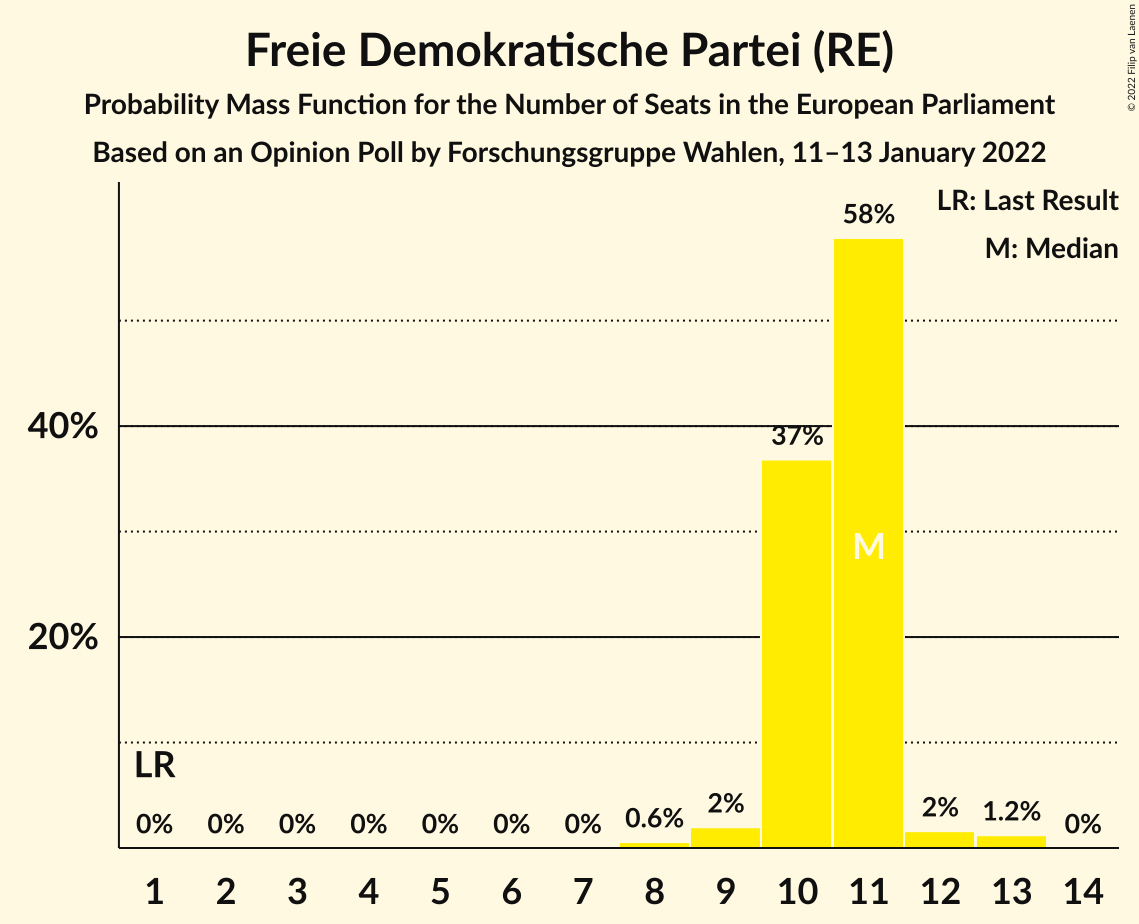 Freie Demokratische Partei (RE)
Probability Mass Function for the Number of Seats in the European Parliament
Based on an Opinion Poll by Forschungsgruppe Wahlen, 11–13 January 2022
© 2022 Filip van Laenen
LR: Last Result
M: Median
58%
40%
37%
M
20%
LR
0% 0% 0% 0% 0% 0% 0% 0.6% 2% 2% 1.2% 0%
1 2 3 4 5 6 7 8 9 10 11 12 13 14